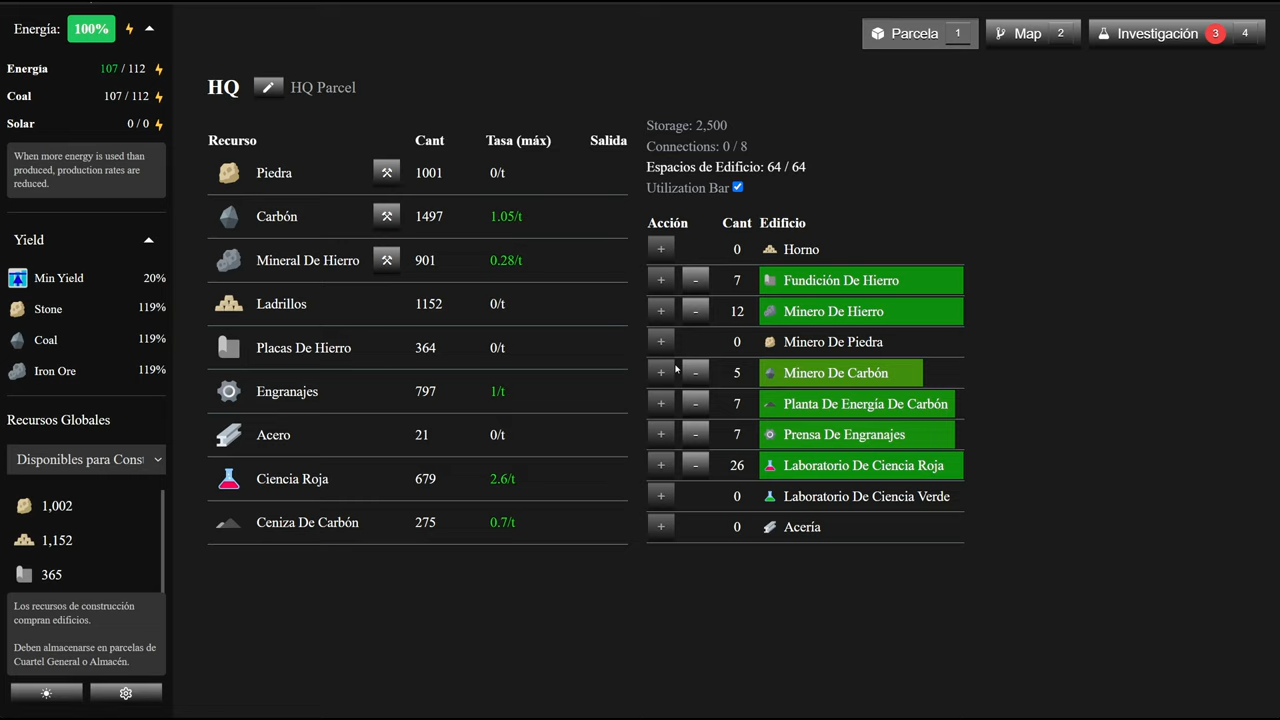 Energía: 100%
Energía 107 / 112
Coal 107 / 112
Solar 0 / 0
When more energy is used than
produced, production rates are
reduced.
Yield
Min Yield 20%
Stone 119%
Coal 119%
Iron Ore 119%
Recursos Globales
Disponibles para Const
1,002
1,152
365
Los recursos de construcción
compran edificios.
Deben almacenarse en parcelas de
Cuartel General o Almacén.
Parcela 1
Map 2
Investigación 3 4
HQ HQ Parcel
Recurso Cant Tasa (máx) Salida
Piedra 1001 0/t
Carbón 1497 1.05/t
Mineral De Hierro 901 0.28/t
Ladrillos 1152 0/t
Placas De Hierro 364 0/t
Engranajes 797 1/t
Acero 21 0/t
Ciencia Roja 679 2.6/t
Ceniza De Carbón 275 0.7/t
Storage: 2,500
Connections: 0 / 8
Espacios de Edificio: 64 / 64
Utilization Bar
Acción Cant Edificio
+ 0 Horno
+ - 7 Fundición De Hierro
+ - 12 Minero De Hierro
+ 0 Minero De Piedra
+ - 5 Minero De Carbón
+ - 7 Planta De Energía De Carbón
+ - 7 Prensa De Engranajes
+ - 26 Laboratorio De Ciencia Roja
+ 0 Laboratorio De Ciencia Verde
+ 0 Acería